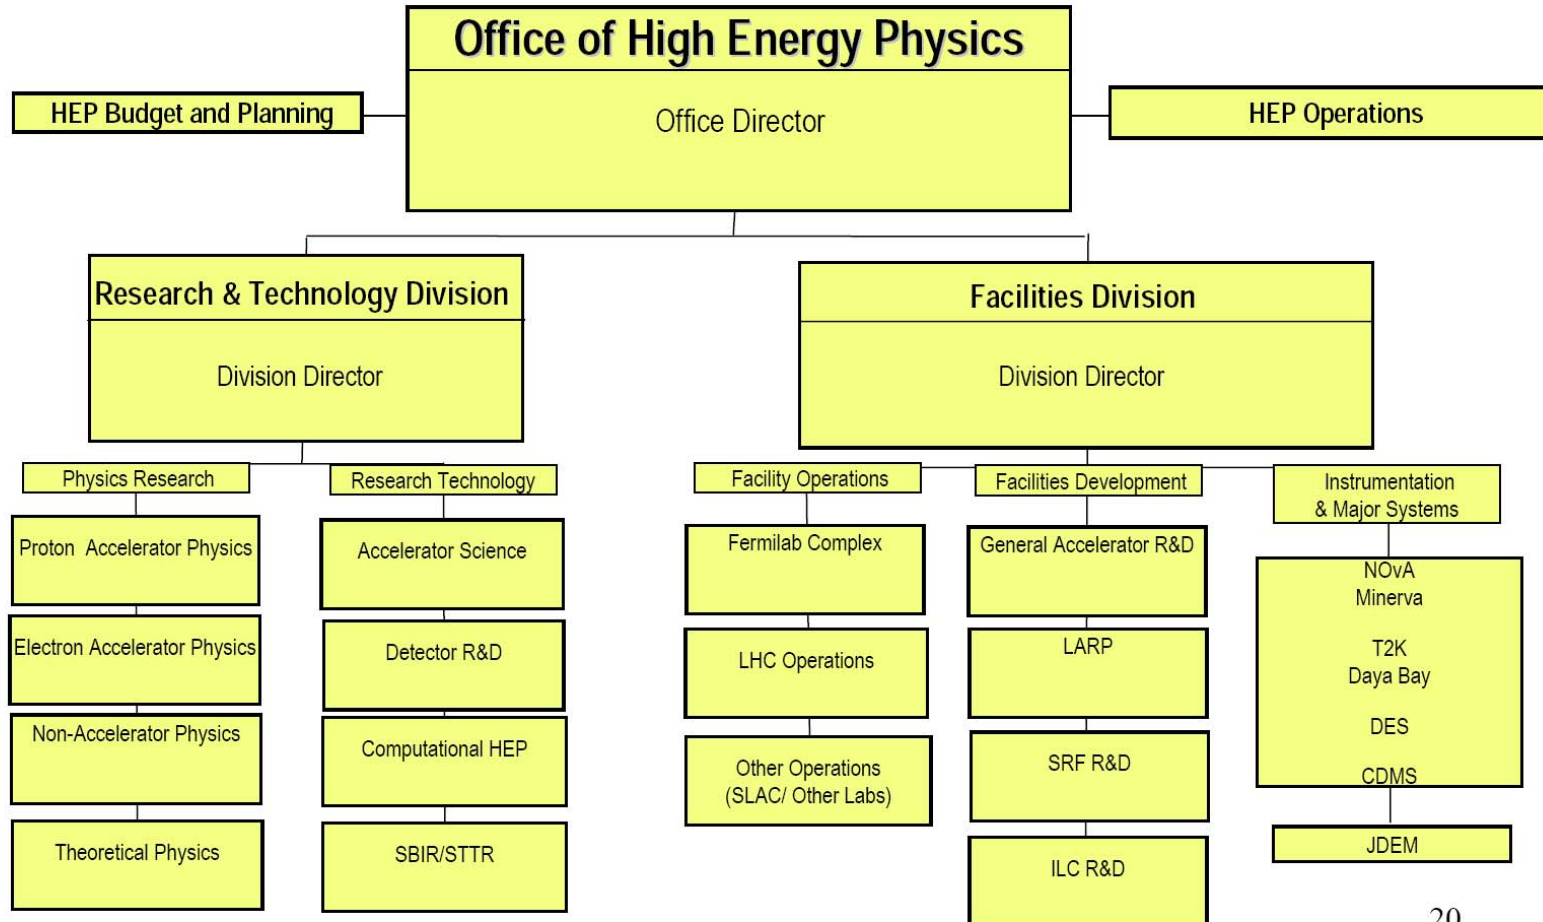 Office of High Energy Physics
Office Director
HEP Budget and Planning
HEP Operations
Research & Technology Division
Division Director
Facilities Division
Division Director
Physics Research
Proton Accelerator Physics
Electron Accelerator Physics
Non-Accelerator Physics
Theoretical Physics
Research Technology
Accelerator Science
Detector R&D
Computational HEP
SBIR/STTR
Facility Operations
Fermilab Complex
LHC Operations
Other Operations
(SLAC/ Other Labs)
Facilities Development
General Accelerator R&D
LARP
SRF R&D
ILC R&D
Instrumentation
& Major Systems
NOvA
Minerva
T2K
Daya Bay
DES
CDMS
JDEM
20